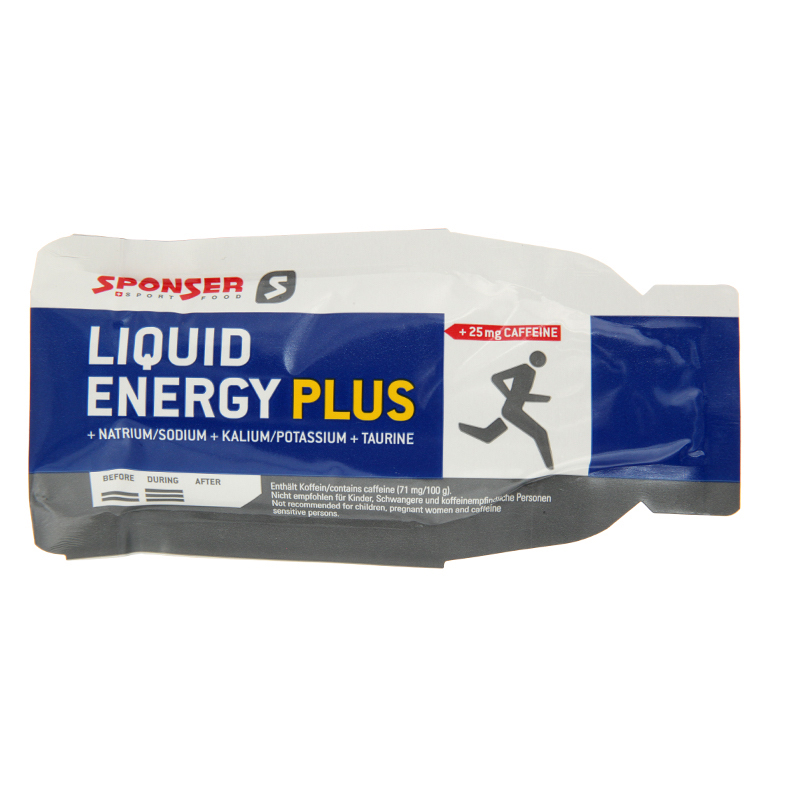 SPONSER S
SPORT FOOD
LIQUID
ENERGY PLUS
+ NATRIUM/SODIUM + KALIUM/POTASSIUM + TAURINE
+ 25 mg CAFFEINE
BEFORE DURING AFTER
Enthält Koffein/contains caffeine (71 mg/100 g).
Nicht empfohlen für Kinder, Schwangere und koffeinempfindliche Personen
Not recommended for children, pregnant women and caffeine
sensitive persons.